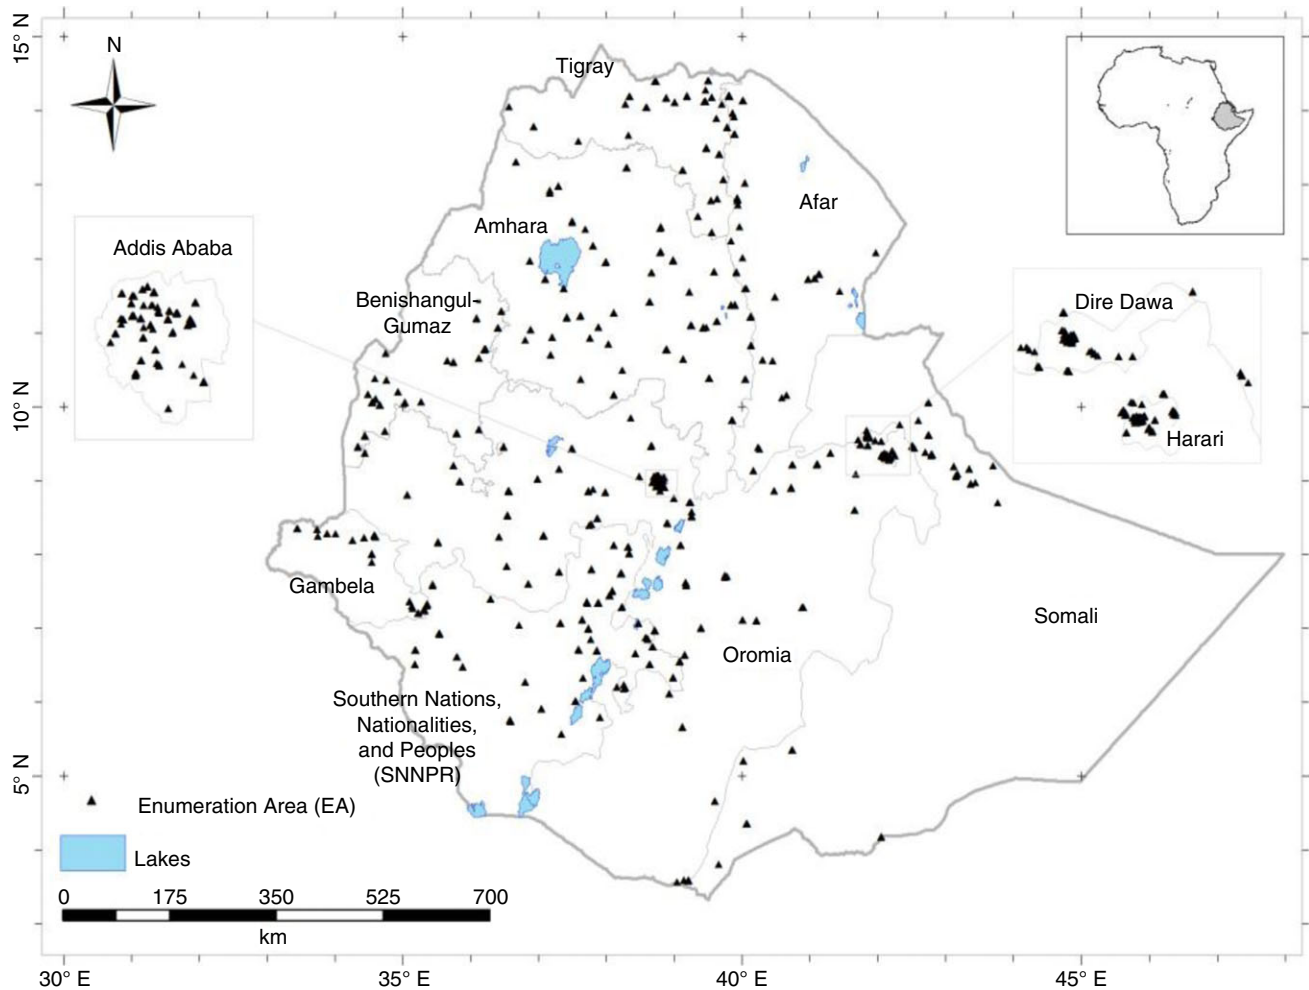 15° N
N
Tigray
Afar
Amhara
Addis Ababa
Benishangul-
Gumaz
Dire Dawa
Harari
10° N
Gambela
Somali
Oromia
Southern Nations,
Nationalities,
and Peoples
(SNNPR)
5° N
Enumeration Area (EA)
Lakes
0 175 350 525 700
km
30° E 35° E 40° E 45° E